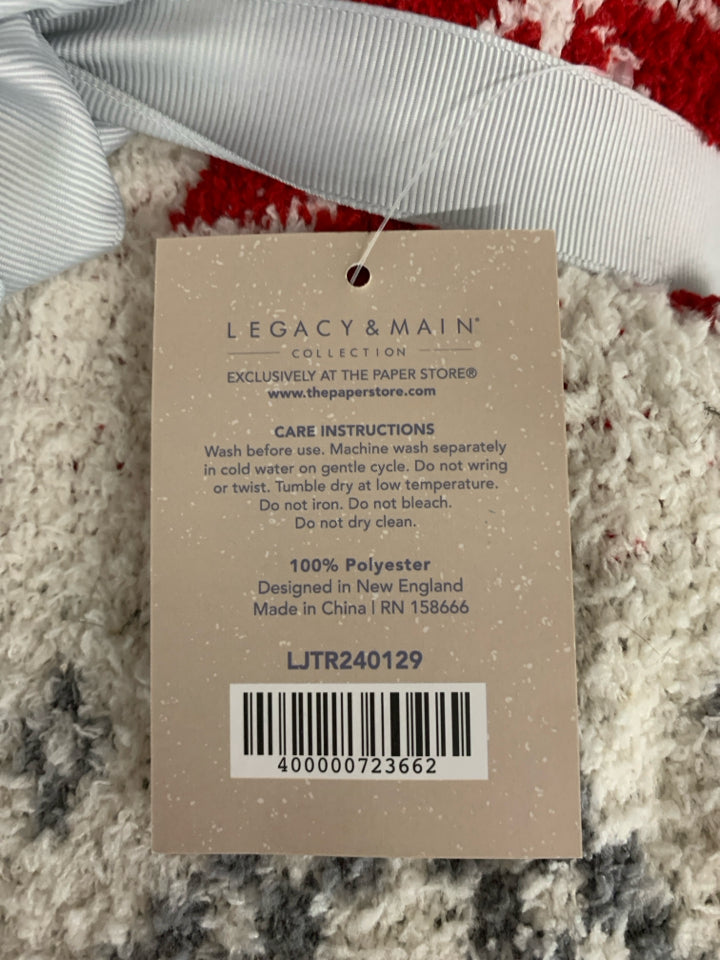 LEGACY & MAIN®
COLLECTION
EXCLUSIVELY AT THE PAPER STORE®
www.thepaperstore.com
CARE INSTRUCTIONS
Wash before use. Machine wash separately
in cold water on gentle cycle. Do not wring
or twist. Tumble dry at low temperature.
Do not iron. Do not bleach.
Do not dry clean.
100% Polyester
Designed in New England
Made in China | RN 158666
LJTR240129
400000723662